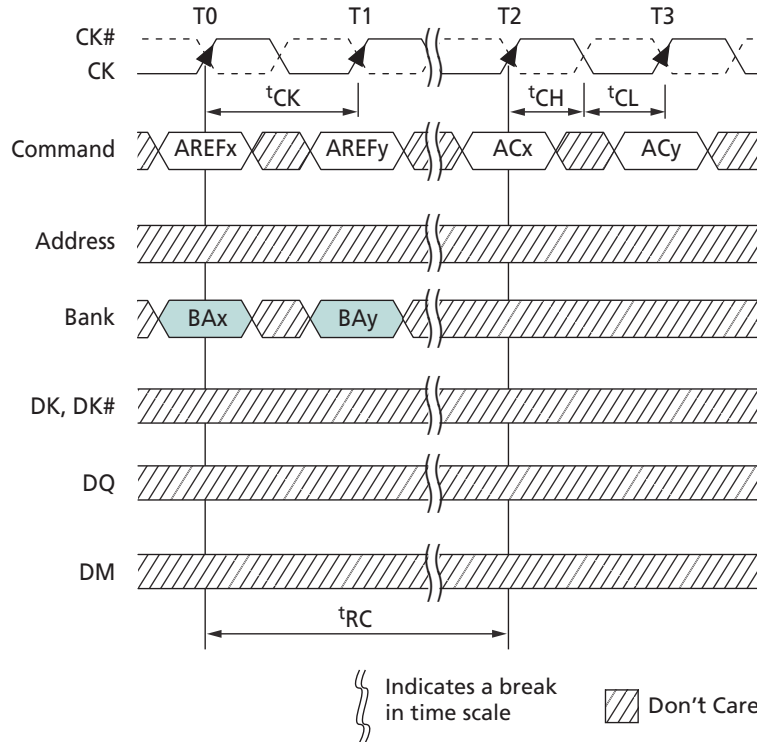 T0 T1 T2 T3
CK#
CK
tCK tCH tCL
Command AREFx AREFy ACx ACy
Address
Bank BAx BAy
DK, DK#
DQ
DM
tRC
Indicates a break
in time scale
Don't Care